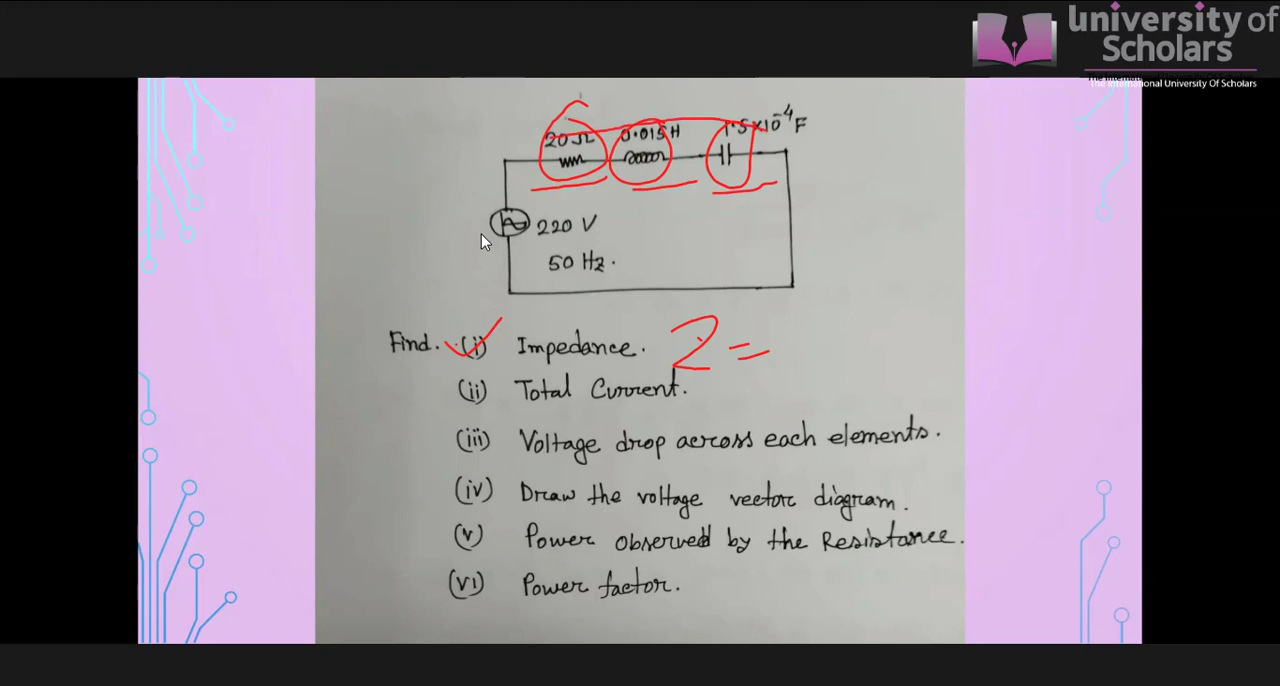 university of
Scholars
The International University Of Scholars
20Ω 0.015H 1.5×10⁻⁴F
220 V
50 Hz.
Find. (i) Impedance. Z =
(ii) Total Current.
(iii) Voltage drop across each elements.
(iv) Draw the voltage vector diagram.
(v) Power observed by the Resistance.
(vi) Power factor.